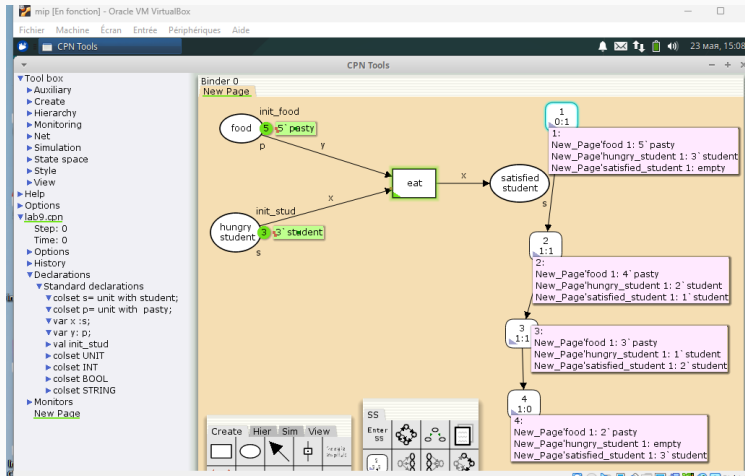 mip [En fonction] - Oracle VM VirtualBox
Fichier Machine Écran Entrée Périphériques Aide
CPN Tools
23 мая, 15:08
CPN Tools
Tool box
Auxiliary
Create
Hierarchy
Monitoring
Net
Simulation
State space
Style
View
Help
Options
lab9.cpn
Step: 0
Time: 0
Options
History
Declarations
Standard declarations
colset s= unit with student;
colset p= unit with pasty;
var x :s;
var y: p;
val init_stud
colset UNIT
colset INT
colset BOOL
colset STRING
Monitors
New Page
Binder 0
New Page
init_food
food
5
5`pasty
p
y
eat
x
satisfied
student
s
x
init_stud
hungry
student
3
3`student
s
1
0:1
1:
New_Page'food 1: 5`pasty
New_Page'hungry_student 1: 3`student
New_Page'satisfied_student 1: empty
2
1:1
2:
New_Page'food 1: 4`pasty
New_Page'hungry_student 1: 2`student
New_Page'satisfied_student 1: 1`student
3
1:1
3:
New_Page'food 1: 3`pasty
New_Page'hungry_student 1: 1`student
New_Page'satisfied_student 1: 2`student
4
1:0
4:
New_Page'food 1: 2`pasty
New_Page'hungry_student 1: empty
New_Page'satisfied_student 1: 3`student
Create Hier Sim View
SS
Enter
SS